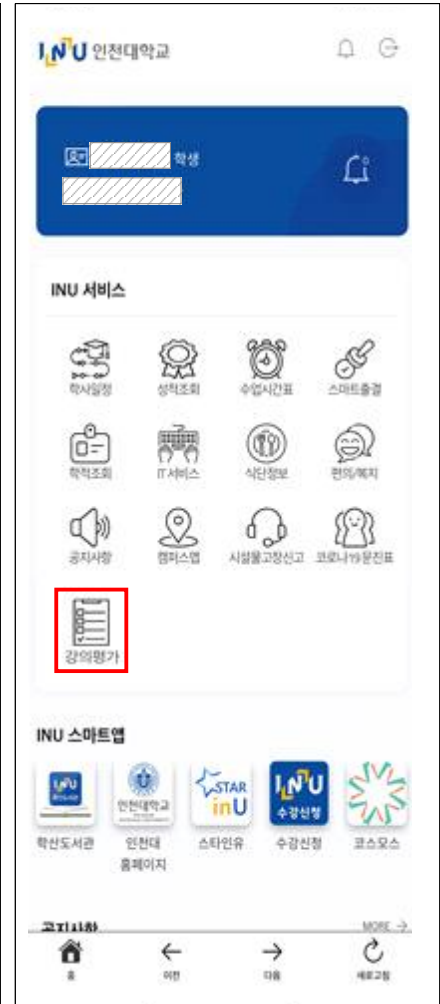 INU 인천대학교
학생
INU 서비스
학사일정 성적조회 수업시간표 스마트출결
학적조회 IT서비스 식단정보 편의/복지
공지사항 캠퍼스맵 시설물고장신고 코로나19문진표
강의평가
INU 스마트앱
INU
인천대학교
STAR
inU
INU
수강신청
학산도서관 인천대 스타인유 수강신청 코스모스
홈페이지
공지사항 MORE →
홈 이전 다음 새로고침